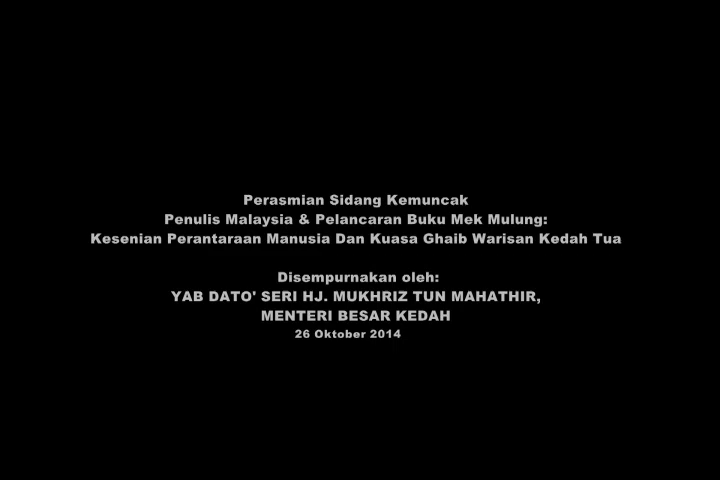 Perasmian Sidang Kemuncak
Penulis Malaysia & Pelancaran Buku Mek Mulung:
Kesenian Perantaraan Manusia Dan Kuasa Ghaib Warisan Kedah Tua
Disempurnakan oleh:
YAB DATO' SERI HJ. MUKHRIZ TUN MAHATHIR,
MENTERI BESAR KEDAH
26 Oktober 2014